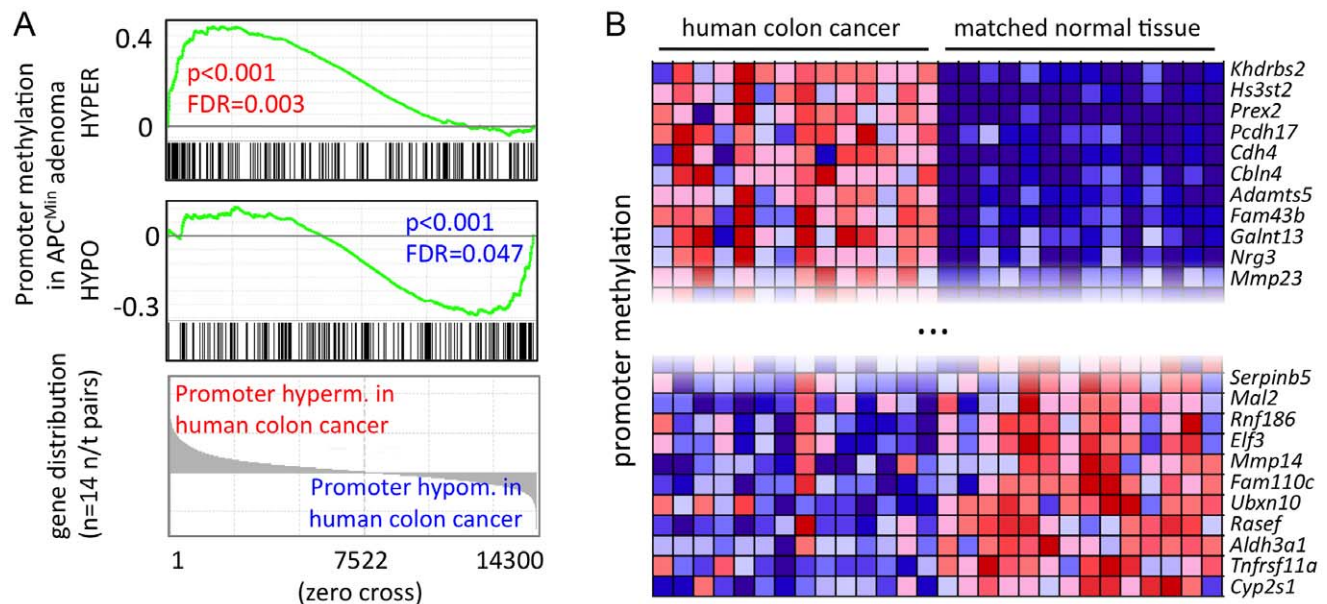 A
Promoter methylation
in APC^Min adenoma
HYPER
HYPO
0.4
0
p<0.001
FDR=0.003
0
-0.3
p<0.001
FDR=0.047
gene distribution
(n=14 n/t pairs)
Promoter hyperm. in
human colon cancer
Promoter hypom. in
human colon cancer
1
7522
14300
(zero cross)
B
human colon cancer
matched normal tissue
promoter methylation
Khdrbs2
Hs3st2
Prex2
Pcdh17
Cdh4
Cbln4
Adamts5
Fam43b
Galnt13
Nrg3
Mmp23
...
Serpinb5
Mal2
Rnf186
Elf3
Mmp14
Fam110c
Ubxn10
Rasef
Aldh3a1
Tnfrsf11a
Cyp2s1